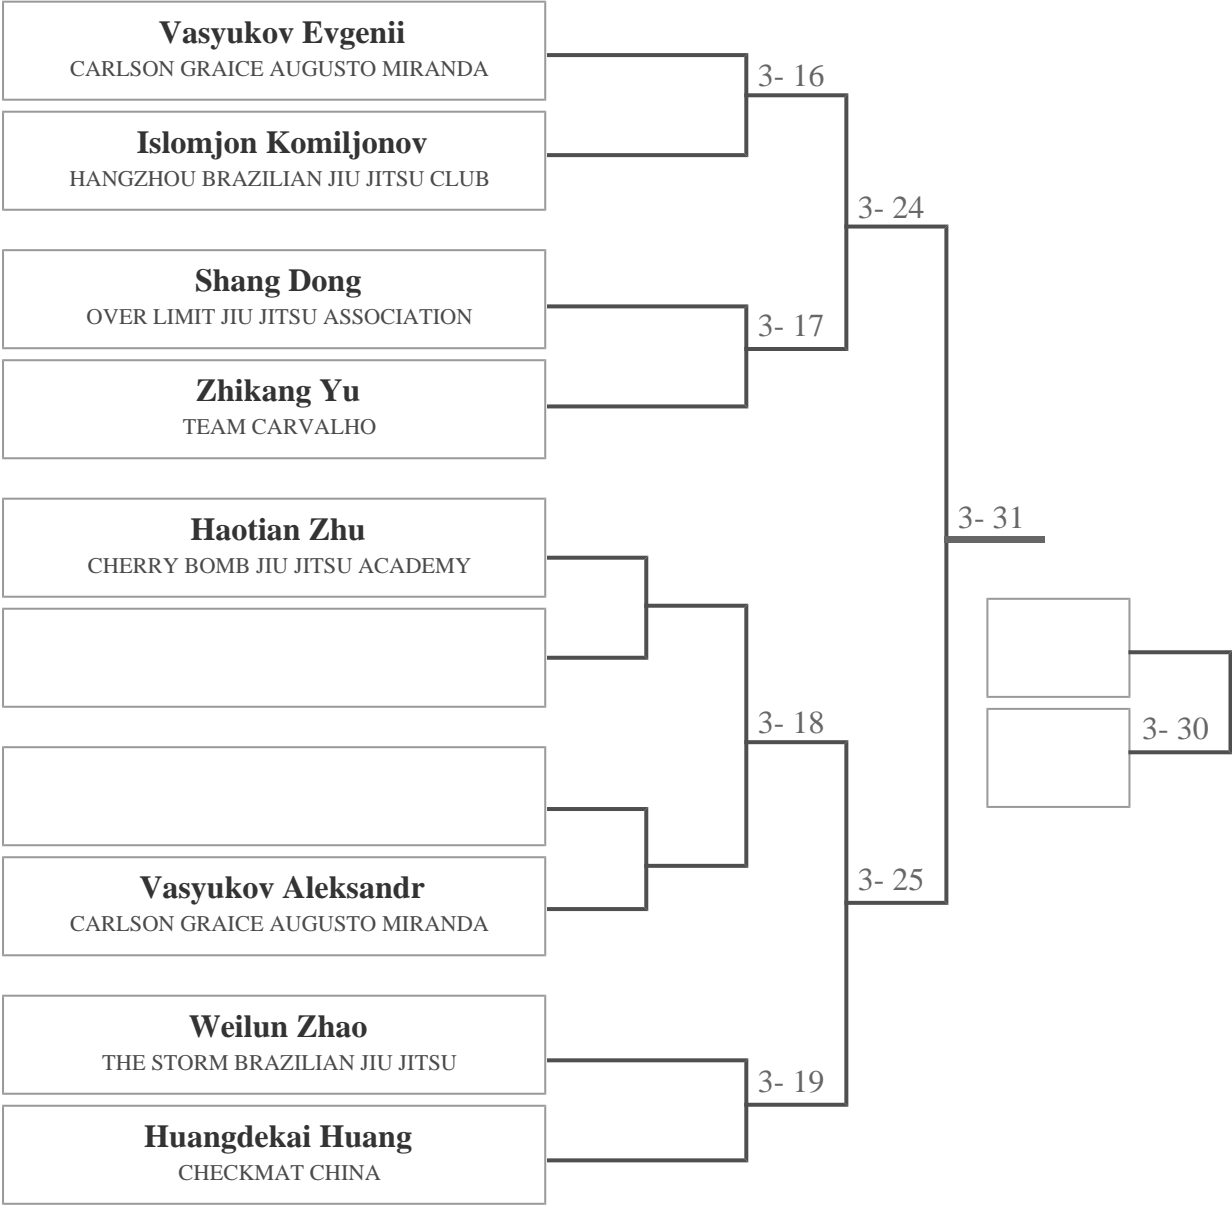 Vasyukov Evgenii
CARLSON GRAICE AUGUSTO MIRANDA
3- 16
Islomjon Komiljonov
HANGZHOU BRAZILIAN JIU JITSU CLUB
3- 24
Shang Dong
OVER LIMIT JIU JITSU ASSOCIATION
3- 17
Zhikang Yu
TEAM CARVALHO
Haotian Zhu
CHERRY BOMB JIU JITSU ACADEMY
3- 31
3- 18
3- 30
Vasyukov Aleksandr
CARLSON GRAICE AUGUSTO MIRANDA
3- 25
Weilun Zhao
THE STORM BRAZILIAN JIU JITSU
3- 19
Huangdekai Huang
CHECKMAT CHINA